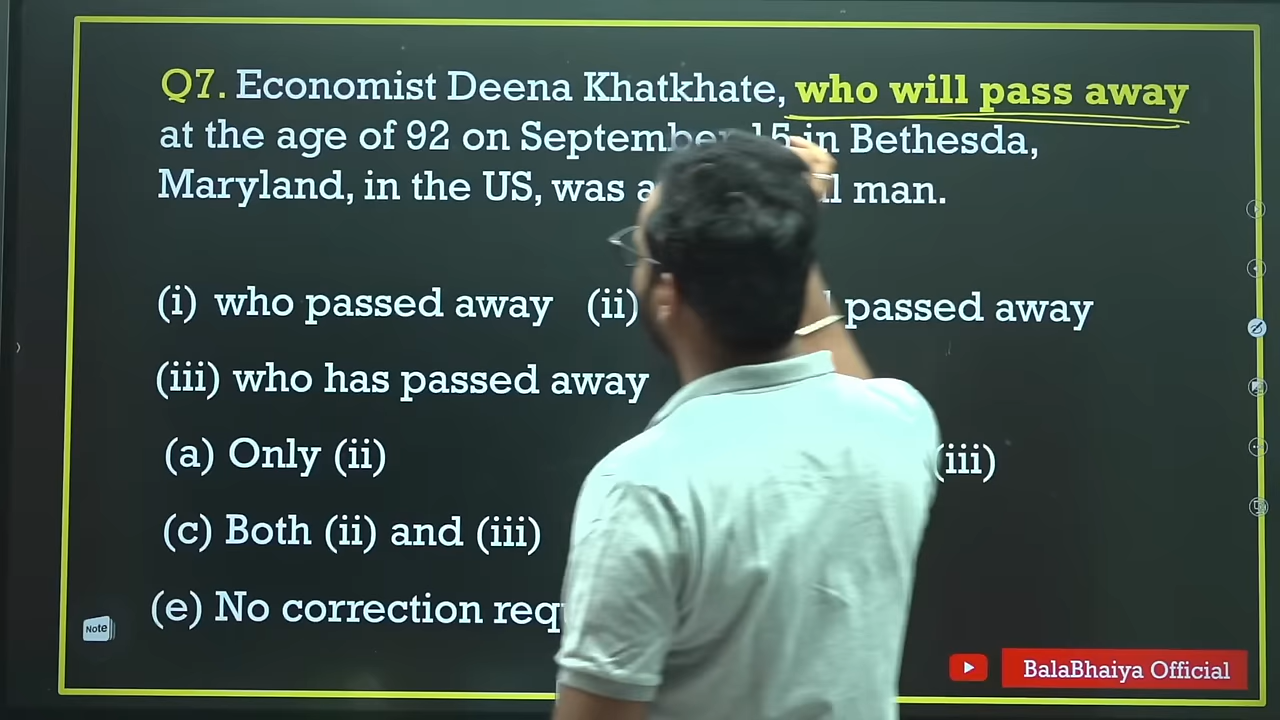 Q7. Economist Deena Khatkhate, who will pass away
at the age of 92 on September 15 in Bethesda,
Maryland, in the US, was a man.
(i) who passed away (ii) passed away
(iii) who has passed away
(a) Only (ii) (iii)
(c) Both (ii) and (iii)
(e) No correction
Note
BalaBhaiya Official